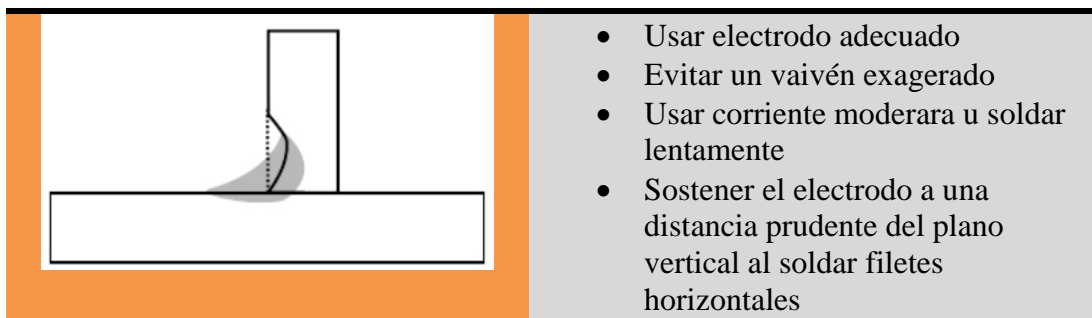 • Usar electrodo adecuado
• Evitar un vaivén exagerado
• Usar corriente moderara u soldar
lentamente
• Sostener el electrodo a una
distancia prudente del plano
vertical al soldar filetes
horizontales